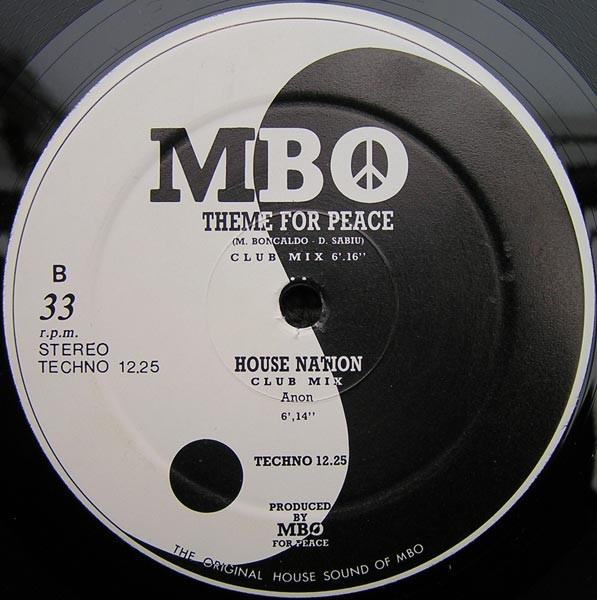 MBO
THEME FOR PEACE
(M. BONCALDO - D. SABIU)
CLUB MIX 6'.16''
B
33
r.p.m.
STEREO
TECHNO 12.25
HOUSE NATION
CLUB MIX
Anon
6',14''
TECHNO 12.25
PRODUCED
BY
MBO
FOR PEACE
THE ORIGINAL HOUSE SOUND OF MBO